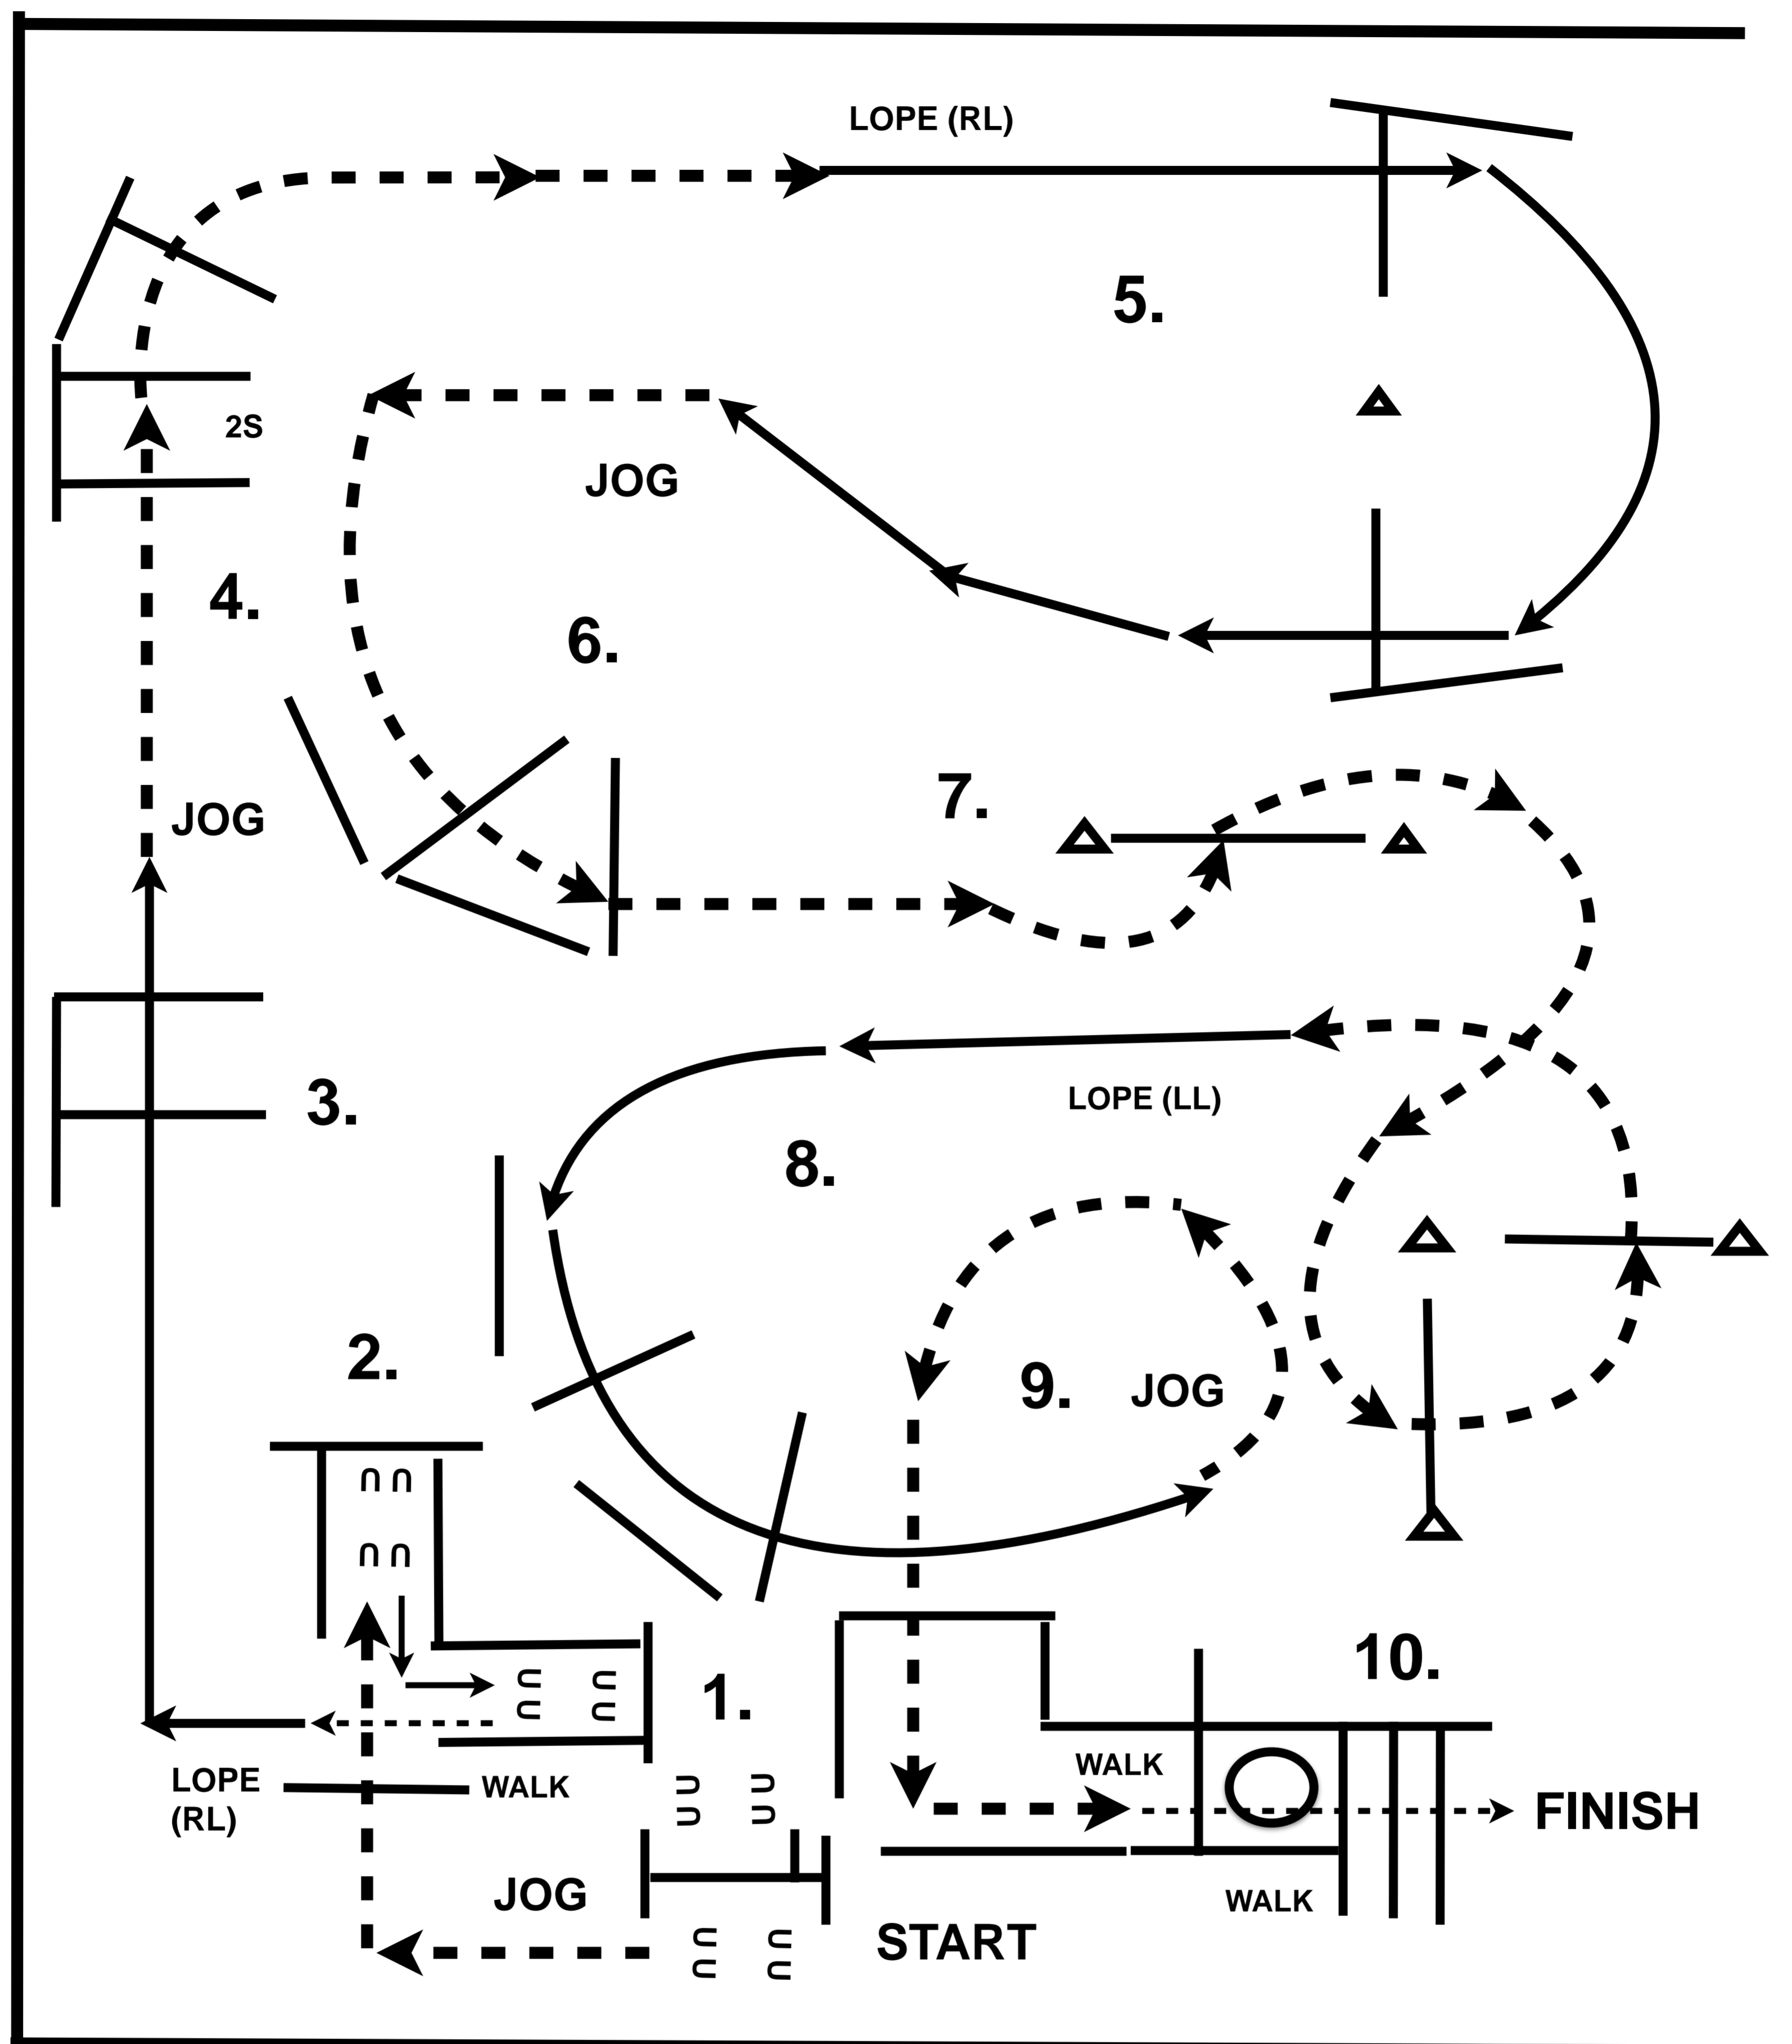 LOPE (RL)
5.
2S
JOG
4.
6.
7.
JOG
3.
LOPE (LL)
8.
2.
9.
JOG
10.
1.
WALK
LOPE
(RL)
WALK
FINISH
JOG
WALK
START